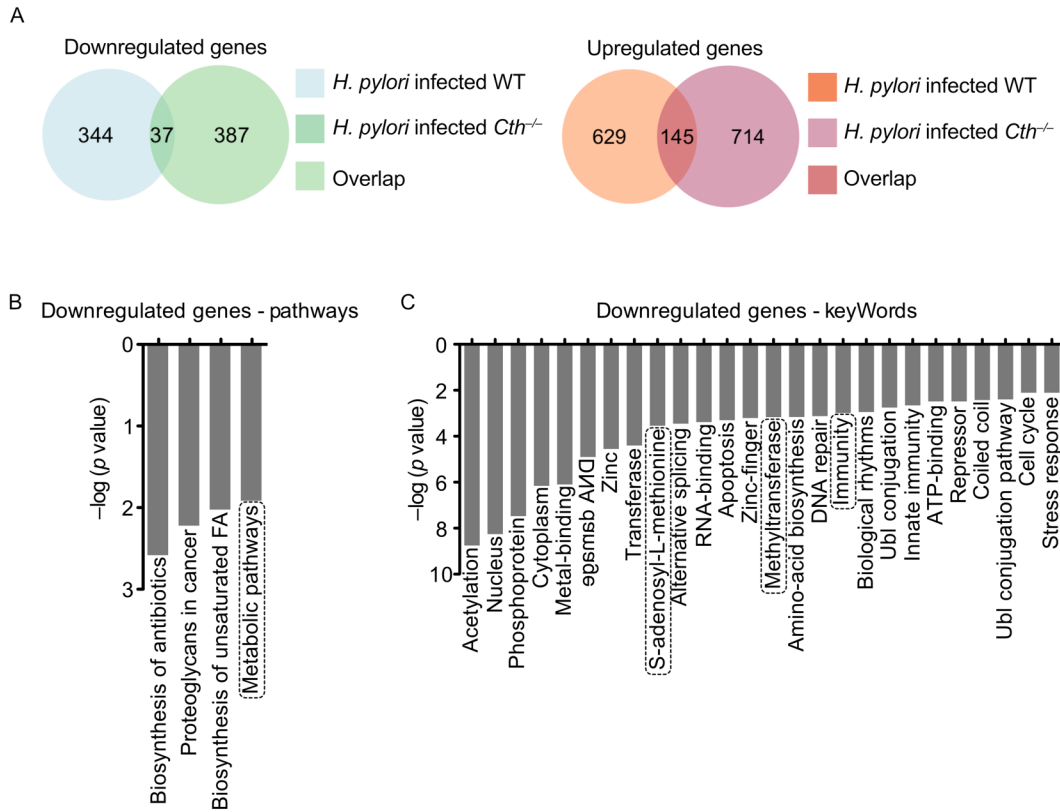 A
Downregulated genes
344
37
387
H. pylori infected WT
H. pylori infected Cth–/–
Overlap
Upregulated genes
629
145
714
H. pylori infected WT
H. pylori infected Cth–/–
Overlap
B
Downregulated genes - pathways
–log (p value)
0
1
2
3
Biosynthesis of antibiotics
Proteoglycans in cancer
Biosynthesis of unsaturated FA
Metabolic pathways
C
Downregulated genes - keyWords
–log (p value)
0
2
4
6
8
10
Acetylation
Nucleus
Phosphoprotein
Cytoplasm
Metal-binding
DNA damage
Zinc
Transferase
S-adenosyl-L-methionine
Alternative splicing
RNA-binding
Apoptosis
Zinc-finger
Methyltransferase
Amino-acid biosynthesis
DNA repair
Immunity
Biological rhythms
Ubl conjugation
Innate immunity
ATP-binding
Repressor
Coiled coil
Ubl conjugation pathway
Cell cycle
Stress response